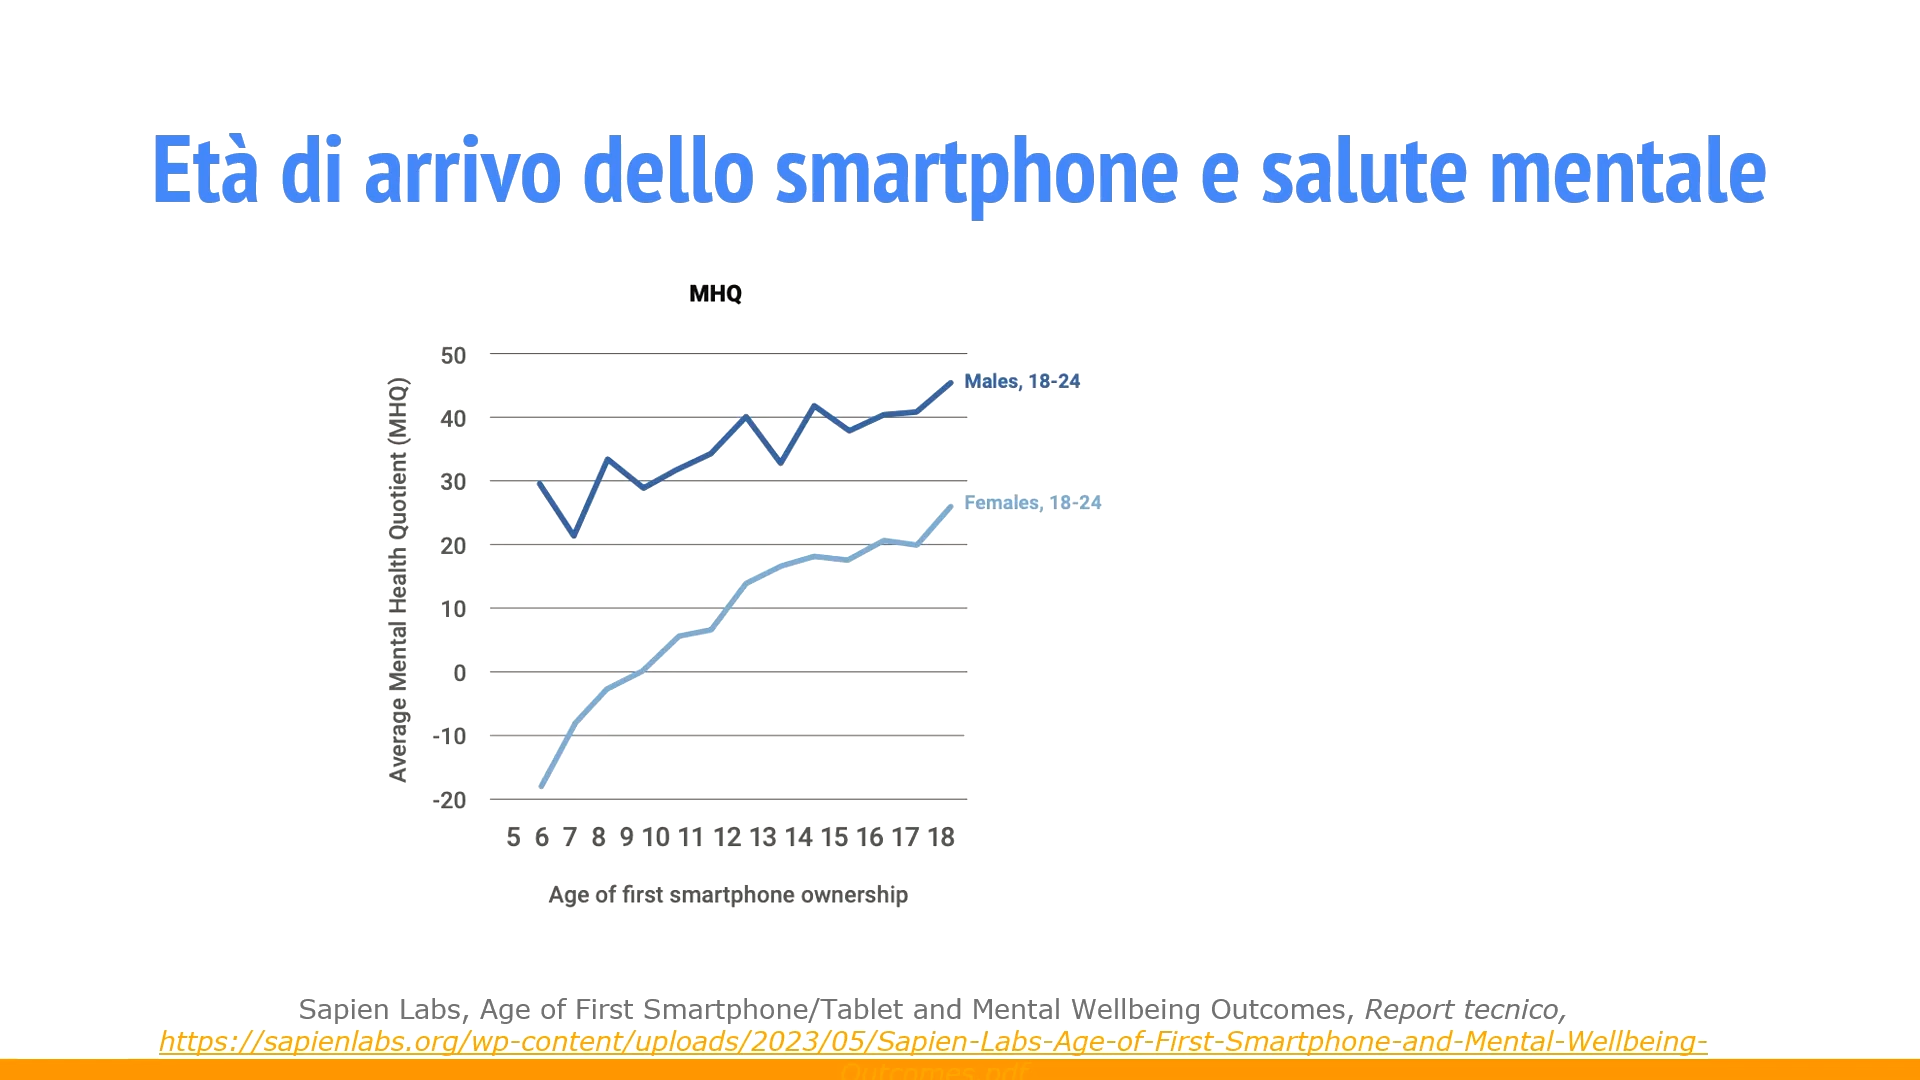 Età di arrivo dello smartphone e salute mentale
MHQ
Average Mental Health Quotient (MHQ)
50
40
30
20
10
0
-10
-20
Males, 18-24
Females, 18-24
5 6 7 8 9 10 11 12 13 14 15 16 17 18
Age of first smartphone ownership
Sapien Labs, Age of First Smartphone/Tablet and Mental Wellbeing Outcomes, Report tecnico,
https://sapienlabs.org/wp-content/uploads/2023/05/Sapien-Labs-Age-of-First-Smartphone-and-Mental-Wellbeing-
Outcomes.pdf